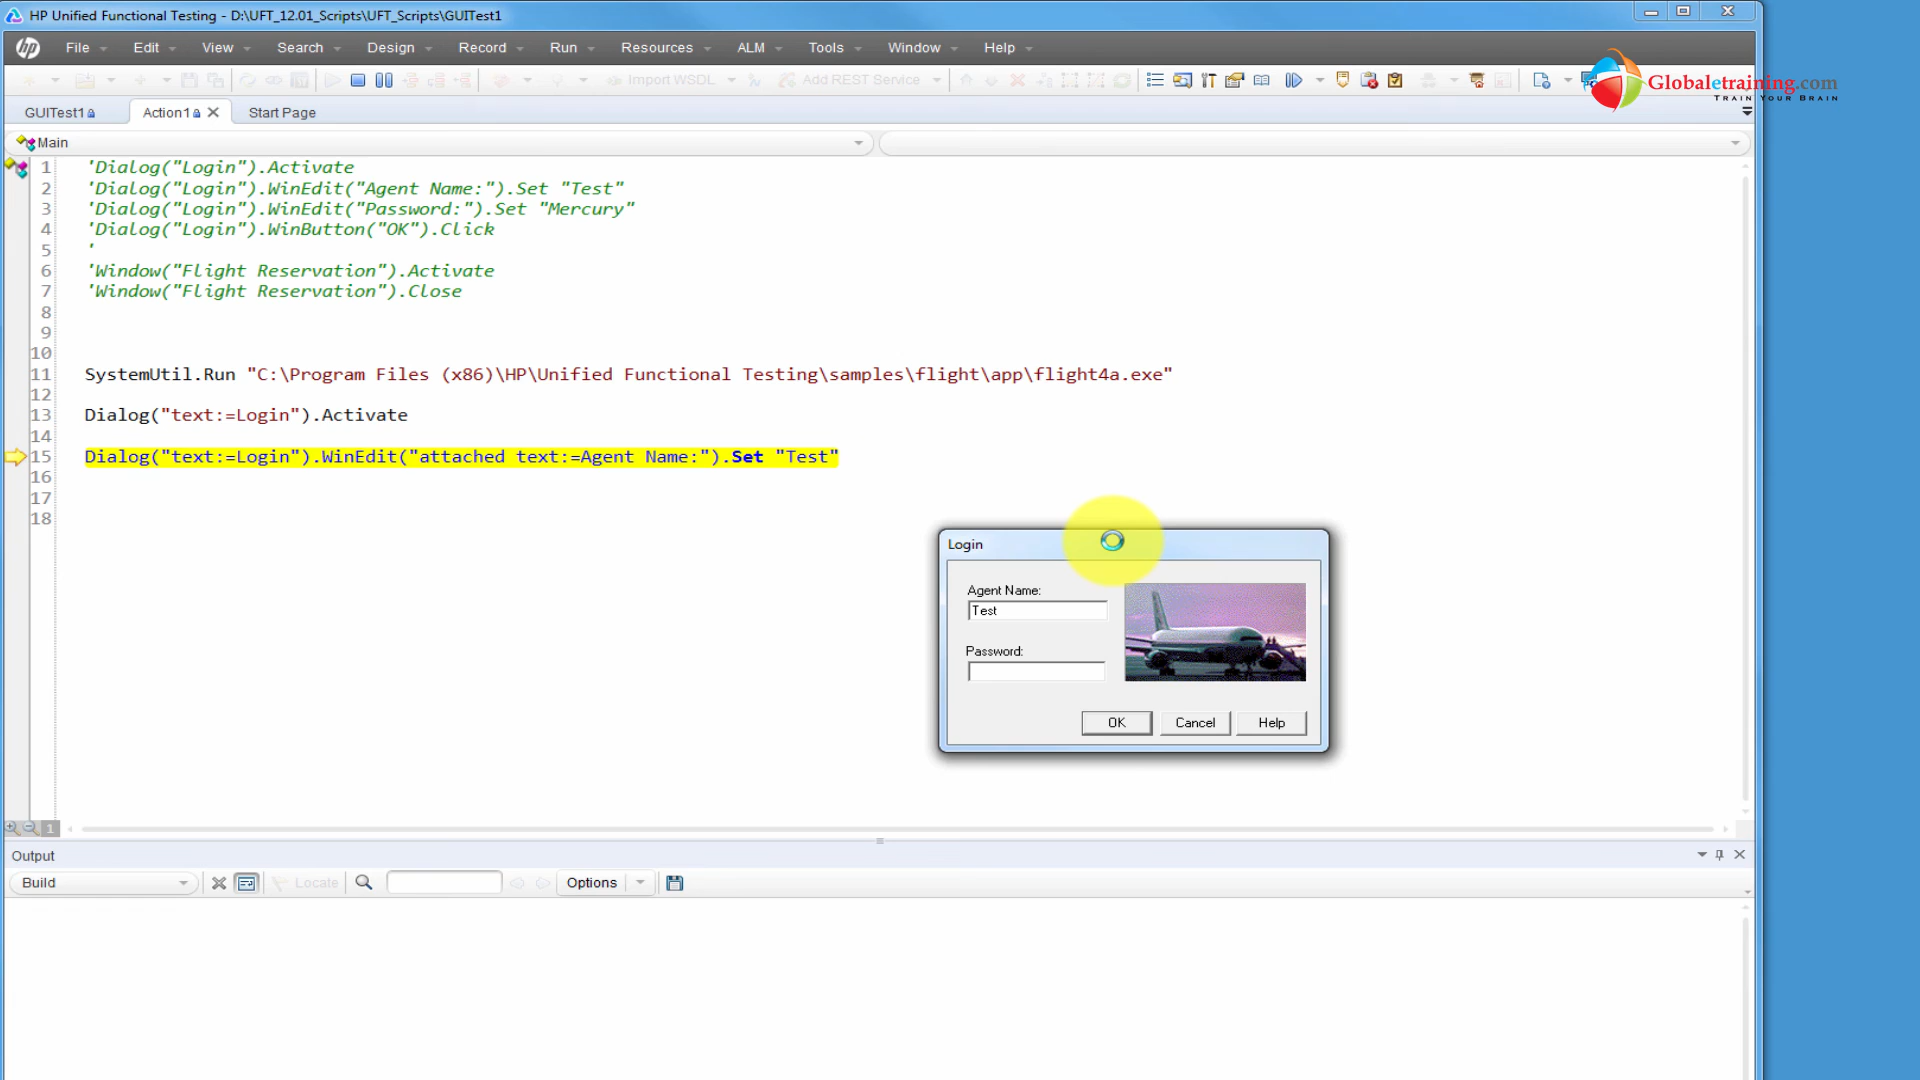 HP Unified Functional Testing - D:\UFT_12.01_Scripts\UFT_Scripts\GUITest1
hp File Edit View Search Design Record Run Resources ALM Tools Window Help
Import WSDL Add REST Service
Globaletraining.com
TRAIN YOUR BRAIN
GUITest1 Action1 Start Page
Main
1 'Dialog("Login").Activate
2 'Dialog("Login").WinEdit("Agent Name:").Set "Test"
3 'Dialog("Login").WinEdit("Password:").Set "Mercury"
4 'Dialog("Login").WinButton("OK").Click
5 '
6 'Window("Flight Reservation").Activate
7 'Window("Flight Reservation").Close
8
9
10
11 SystemUtil.Run "C:\Program Files (x86)\HP\Unified Functional Testing\samples\flight\app\flight4a.exe"
12
13 Dialog("text:=Login").Activate
14
15 Dialog("text:=Login").WinEdit("attached text:=Agent Name:").Set "Test"
16
17
18
Login
Agent Name:
Test
Password:
OK Cancel Help
1
Output
Build Locate Options